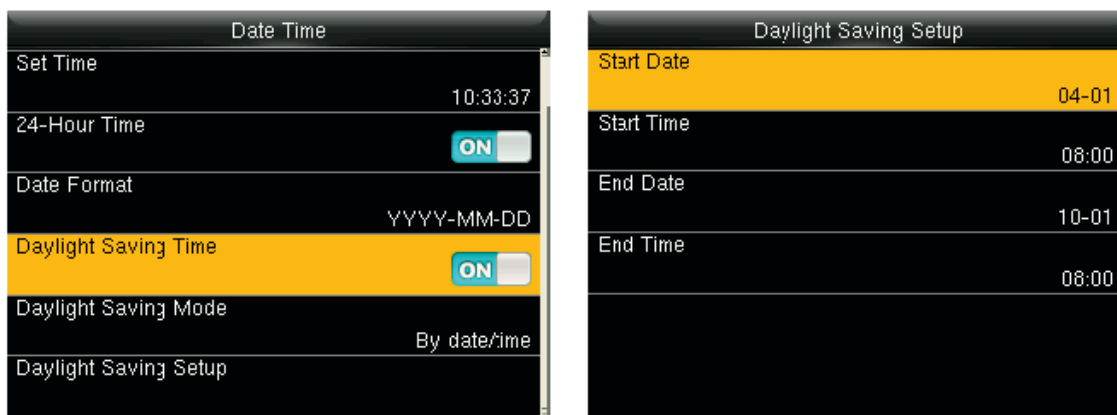 Date Time
Set Time
10:33:37
24-Hour Time
ON
Date Format
YYYY-MM-DD
Daylight Saving Time
ON
Daylight Saving Mode
By date/time
Daylight Saving Setup
Daylight Saving Setup
Start Date
04-01
Start Time
08:00
End Date
10-01
End Time
08:00